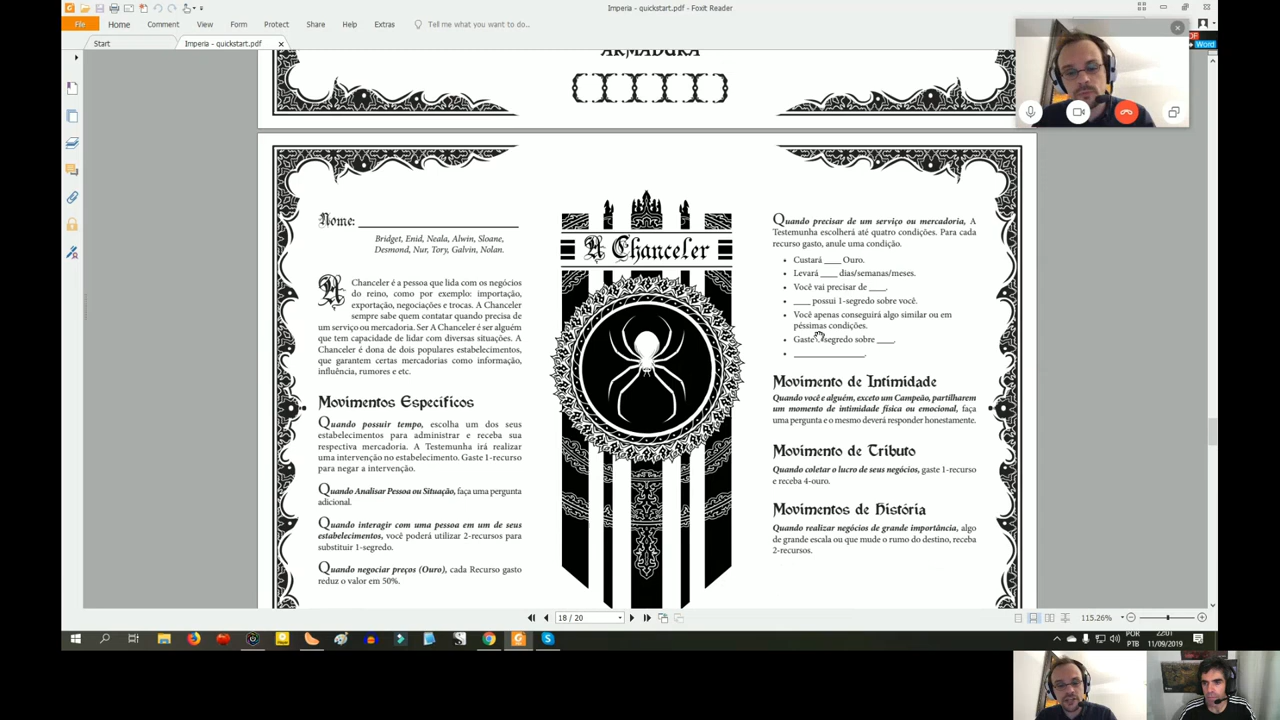 Imperia - quickstart.pdf - Foxit Reader
File Home Comment View Form Protect Share Help Extras Tell me what you want to do..
Start Imperia - quickstart.pdf
Word
ARMADURA
Nome:
Bridget, Enid, Neala, Alwin, Sloane,
Desmond, Nur, Tory, Galvin, Nolan.
A Chanceler é a pessoa que lida com os negócios
do reino, como por exemplo: importação,
exportação, negociações e trocas. A Chanceler
sempre sabe quem contatar quando precisa de
um serviço ou mercadoria. Ser A Chanceler é ser alguém
que tem capacidade de lidar com diversas situações. A
Chanceler é dona de dois populares estabelecimentos,
que garantem certas mercadorias como informação,
influência, rumores e etc.
Movimentos Específicos
Quando possuir tempo, escolha um dos seus
estabelecimentos para administrar e receba sua
respectiva mercadoria. A Testemunha irá realizar
uma intervenção no estabelecimento. Gaste 1-recurso
para negar a intervenção.
Quando Analisar Pessoa ou Situação, faça uma pergunta
adicional.
Quando interagir com uma pessoa em um de seus
estabelecimentos, você poderá utilizar 2-recursos para
substituir 1-segredo.
Quando negociar preços (Ouro), cada Recurso gasto
reduz o valor em 50%.
A Chanceler
Quando precisar de um serviço ou mercadoria, A
Testemunha escolherá até quatro condições. Para cada
recurso gasto, anule uma condição.
• Custará ____ Ouro.
• Levará ____ dias/semanas/meses.
• Você vai precisar de ____.
• ____ possui 1-segredo sobre você.
• Você apenas conseguirá algo similar ou em
péssimas condições.
• Gaste segredo sobre ____.
• ________________.
Movimento de Intimidade
Quando você e alguém, exceto um Campeão, partilharem
um momento de intimidade física ou emocional, faça
uma pergunta e o mesmo deverá responder honestamente.
Movimento de Tributo
Quando coletar o lucro de seus negócios, gaste 1-recurso
e receba 4-ouro.
Movimentos de História
Quando realizar negócios de grande importância, algo
de grande escala ou que mude o rumo do destino, receba
2-recursos.
18 / 20
115.26%
POR
PTB
22:01
11/09/2019